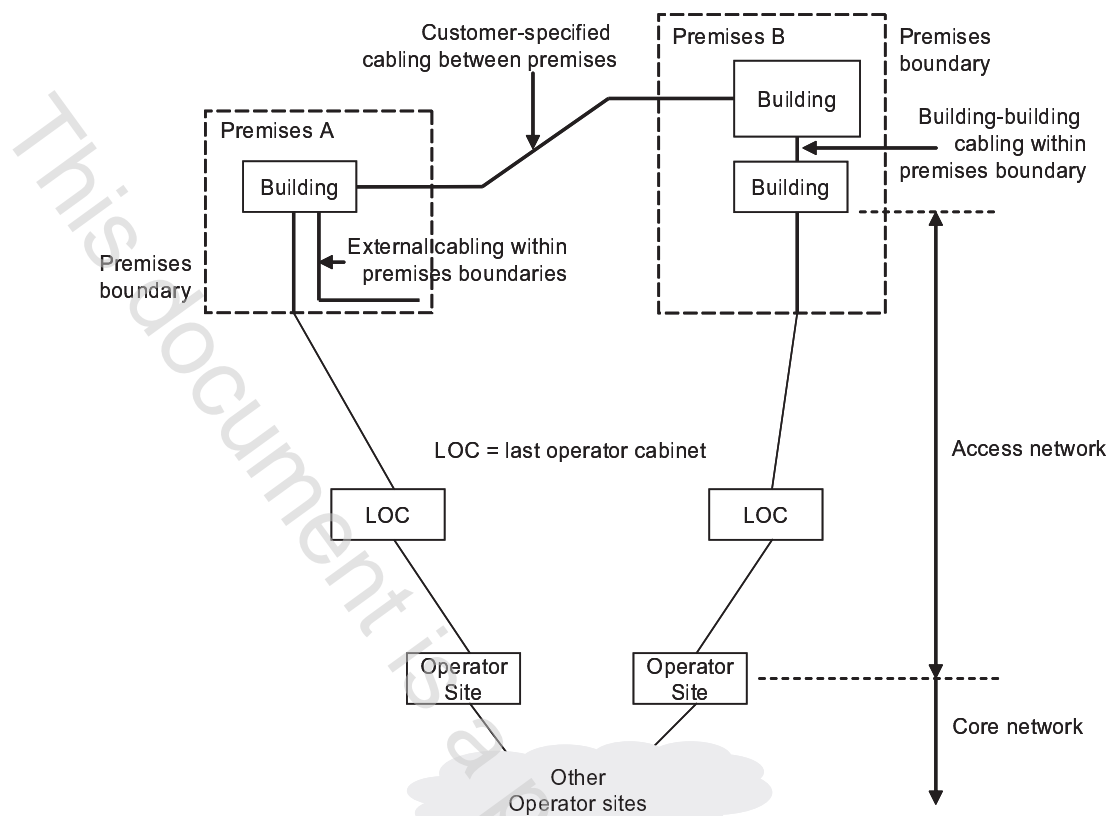 Customer-specified
cabling between premises
Premises B
Premises
boundary
Building
Premises A
Building-building
cabling within
premises boundary
Building
Building
External cabling within
premises boundaries
Premises
boundary
LOC = last operator cabinet
Access network
LOC
LOC
Operator
Site
Operator
Site
Core network
Other
Operator sites
This document is a p